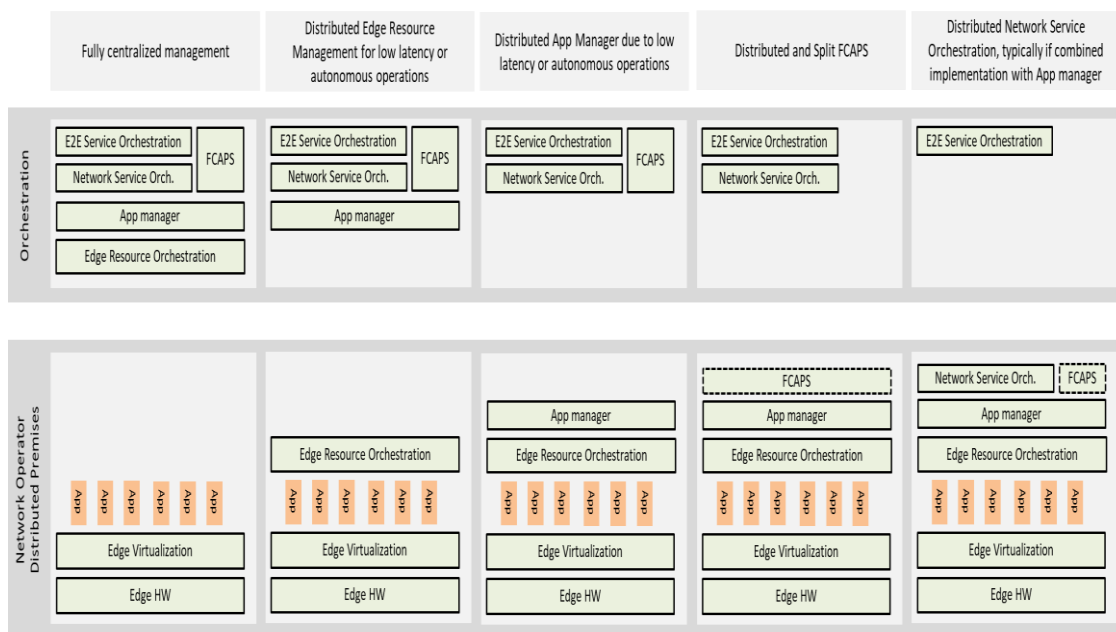 Fully centralized management
Distributed Edge Resource
Management for low latency or
autonomous operations
Distributed App Manager due to low
latency or autonomous operations
Distributed and Split FCAPS
Distributed Network Service
Orchestration, typically if combined
implementation with App manager
Orchestration
E2E Service Orchestration
FCAPS
Network Service Orch.
App manager
Edge Resource Orchestration
E2E Service Orchestration
FCAPS
Network Service Orch.
App manager
E2E Service Orchestration
FCAPS
Network Service Orch.
E2E Service Orchestration
Network Service Orch.
E2E Service Orchestration
Network Operator
Distributed Premises
App App App App App App
Edge Virtualization
Edge HW
Edge Resource Orchestration
App App App App App App
Edge Virtualization
Edge HW
App manager
Edge Resource Orchestration
App App App App App App
Edge Virtualization
Edge HW
FCAPS
App manager
Edge Resource Orchestration
App App App App App App
Edge Virtualization
Edge HW
Network Service Orch.
FCAPS
App manager
Edge Resource Orchestration
App App App App App App
Edge Virtualization
Edge HW